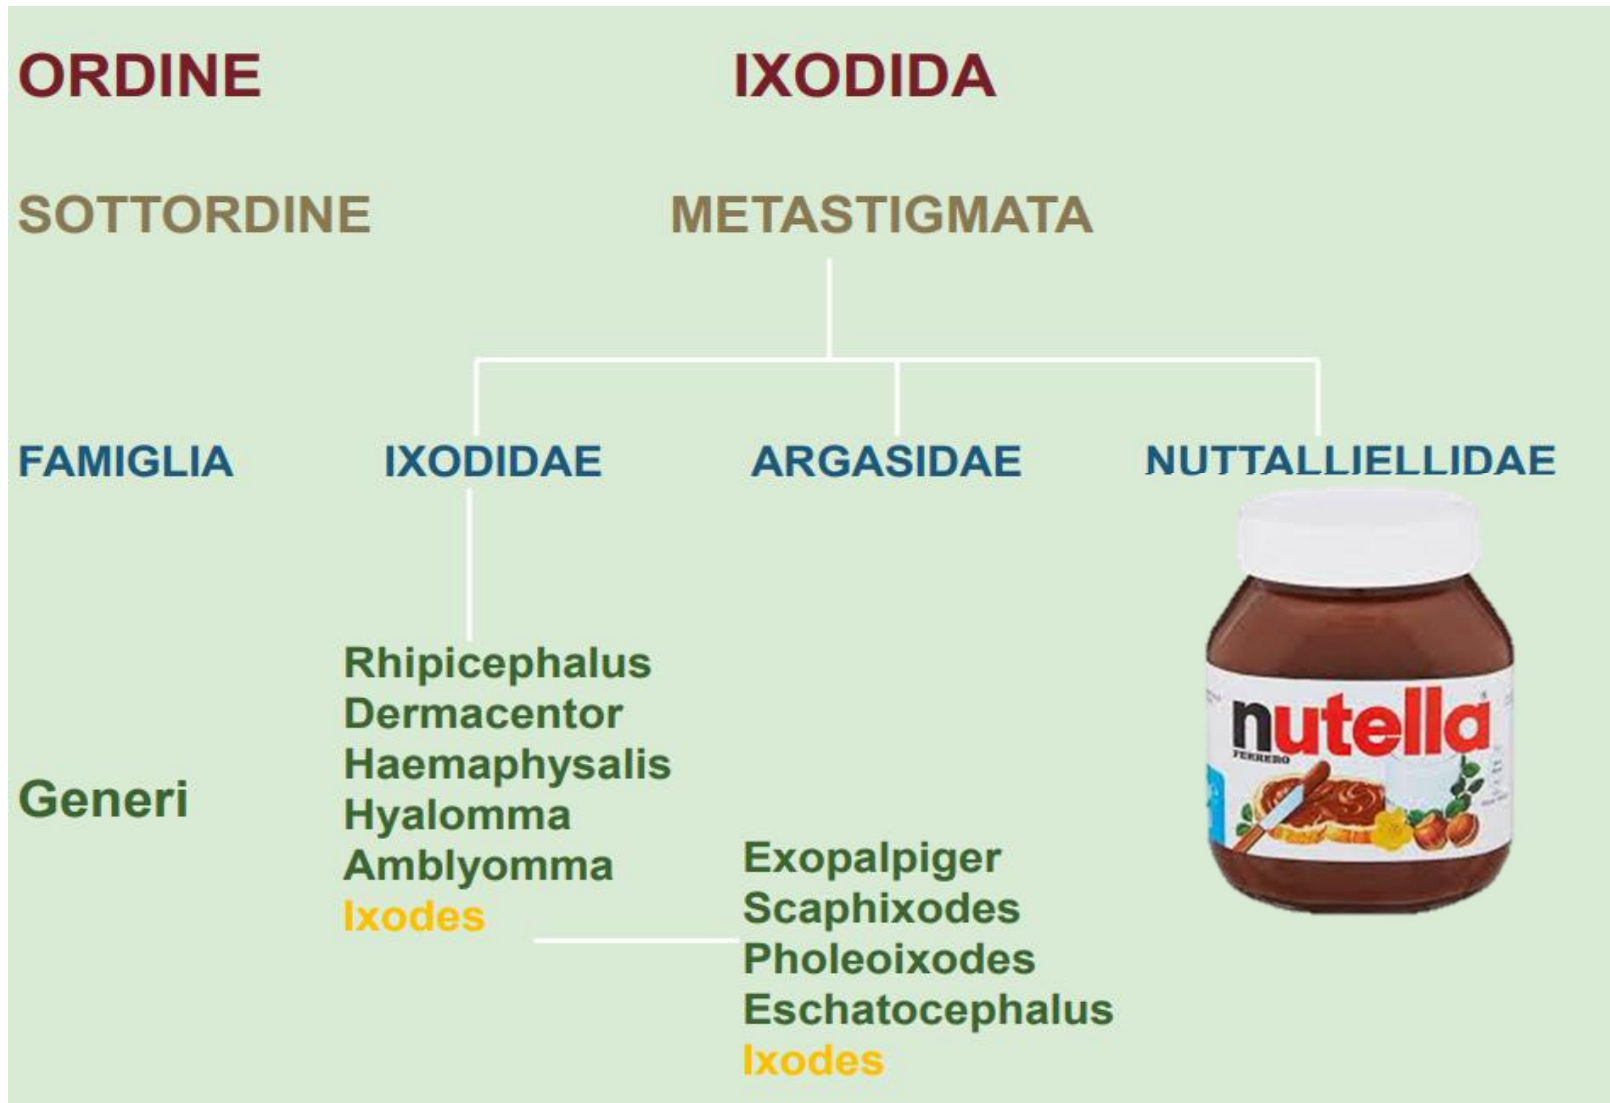 ORDINE IXODIDA
SOTTORDINE METASTIGMATA
FAMIGLIA IXODIDAE ARGASIDAE NUTTALLIELLIDAE
Generi
Rhipicephalus
Dermacentor
Haemaphysalis
Hyalomma
Amblyomma
Ixodes
Exopalpiger
Scaphixodes
Pholeoixodes
Eschatocephalus
Ixodes
nutella
FERRERO